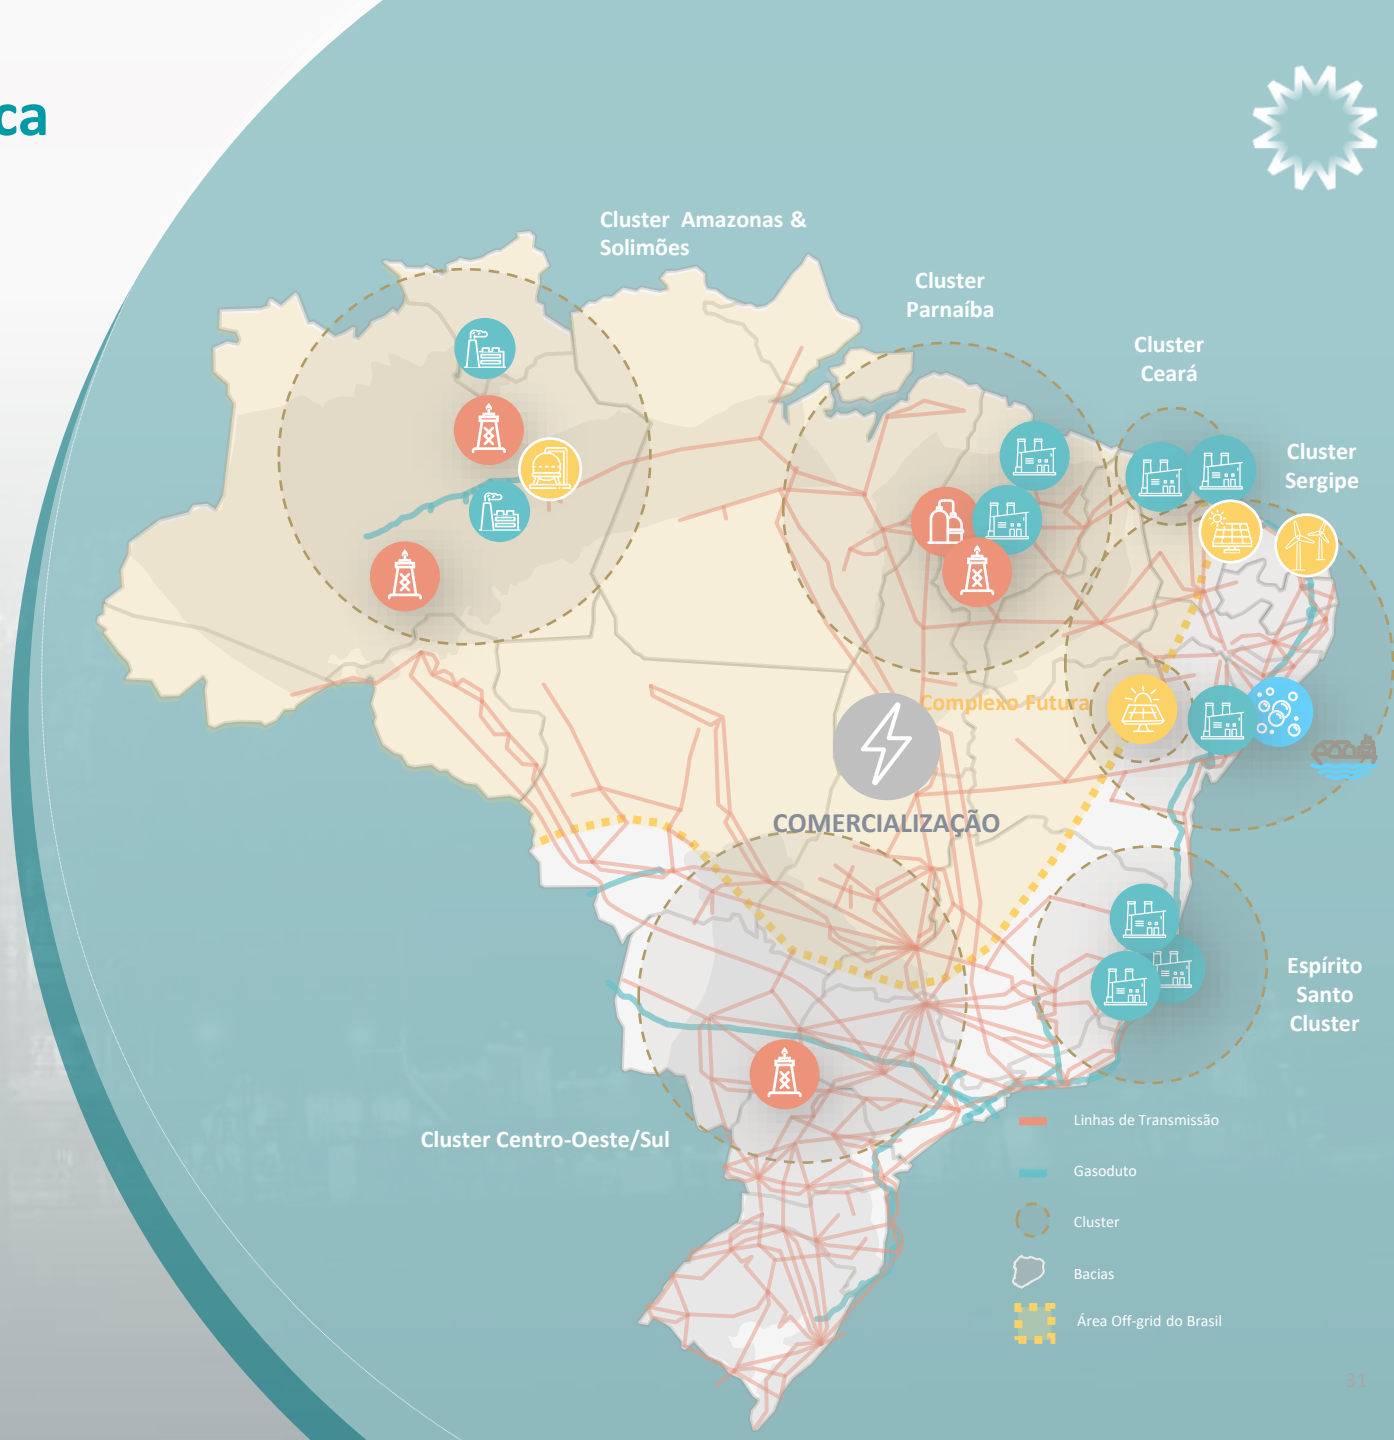 ca
Cluster Amazonas &
Solimões
Cluster
Parnaíba
Cluster
Ceará
Cluster
Sergipe
Complexo Futura
COMERCIALIZAÇÃO
Espírito
Santo
Cluster
Cluster Centro-Oeste/Sul
Linhas de Transmissão
Gasoduto
Cluster
Bacias
Área Off-grid do Brasil
31